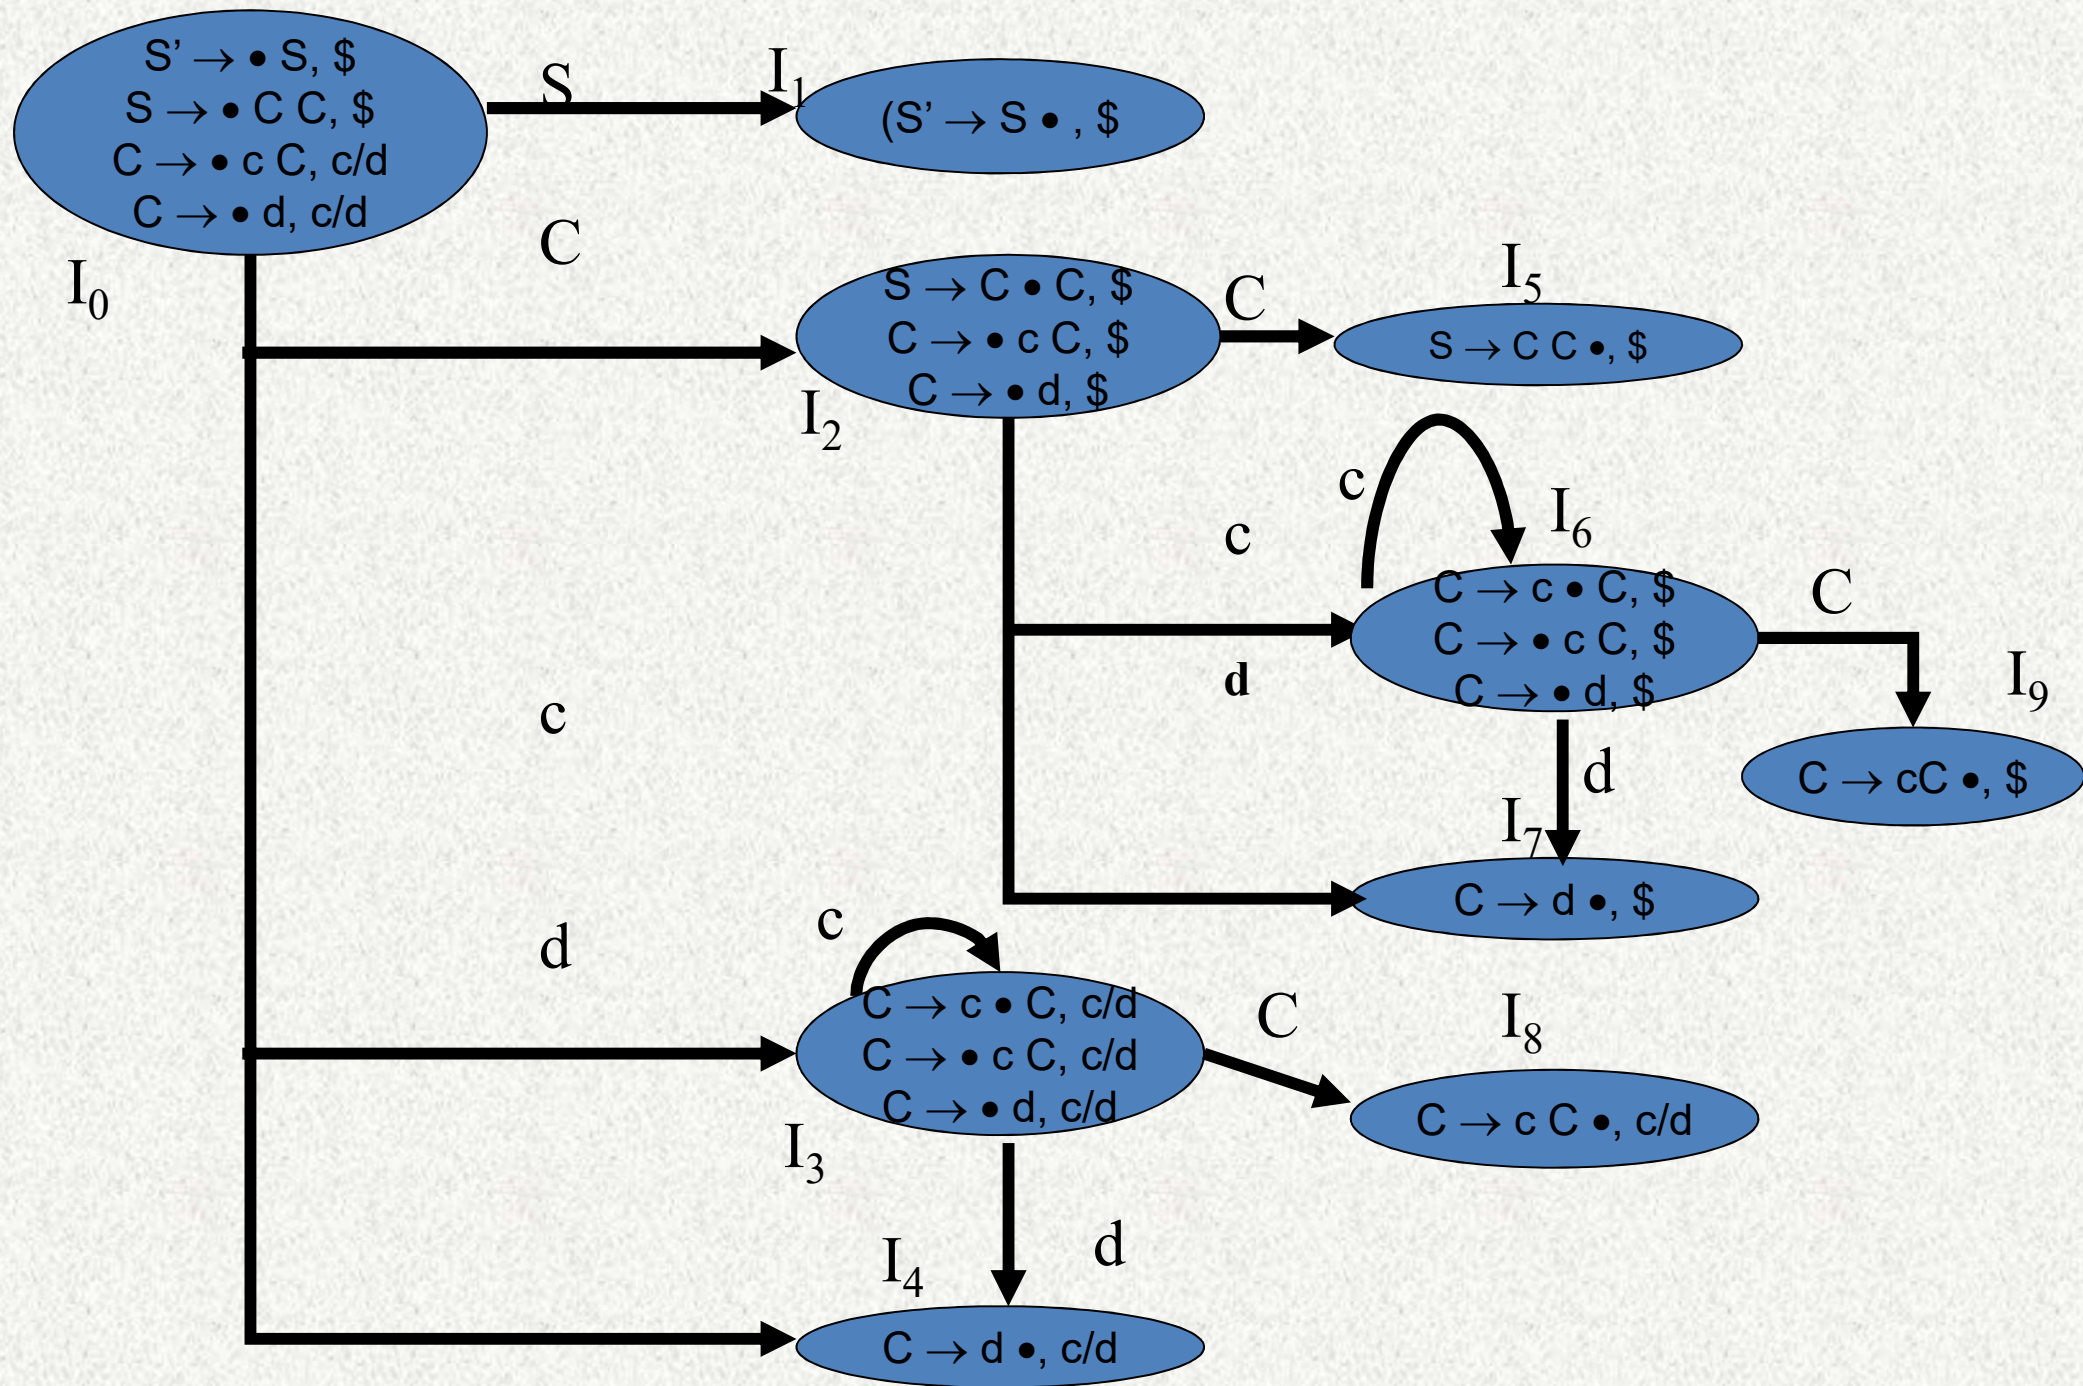 S’ → • S, $
S → • C C, $
C → • c C, c/d
C → • d, c/d
I0
S
I1
(S’ → S • , $
C
I2
S → C • C, $
C → • c C, $
C → • d, $
C
I5
S → C C •, $
c
c
I6
C → c • C, $
C → • c C, $
C → • d, $
C
I9
C → cC •, $
d
d
I7
C → d •, $
c
d
c
C → c • C, c/d
C → • c C, c/d
C → • d, c/d
I3
C
I8
C → c C •, c/d
d
I4
C → d •, c/d